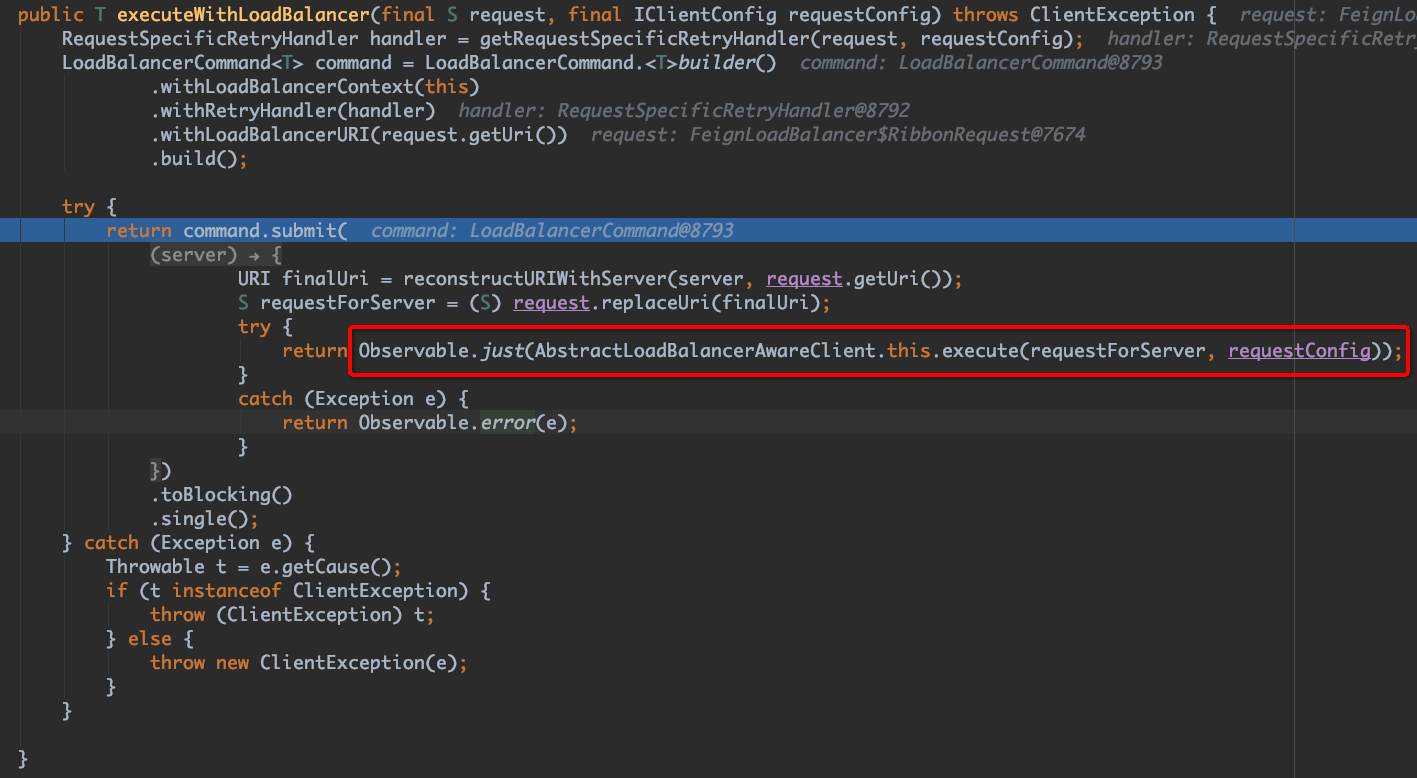 public T executeWithLoadBalancer(final S request, final IClientConfig requestConfig) throws ClientException {  request: FeignLo
    RequestSpecificRetryHandler handler = getRequestSpecificRetryHandler(request, requestConfig);  handler: RequestSpecificRetry
    LoadBalancerCommand<T> command = LoadBalancerCommand.<T>builder()  command: LoadBalancerCommand@8793
            .withLoadBalancerContext(this)
            .withRetryHandler(handler)  handler: RequestSpecificRetryHandler@8792
            .withLoadBalancerURI(request.getUri())  request: FeignLoadBalancer$RibbonRequest@7674
            .build();
    try {
        return command.submit(  command: LoadBalancerCommand@8793
            (server) → {
                    URI finalUri = reconstructURIWithServer(server, request.getUri());
                    S requestForServer = (S) request.replaceUri(finalUri);
                    try {
                        return Observable.just(AbstractLoadBalancerAwareClient.this.execute(requestForServer, requestConfig));
                    }
                    catch (Exception e) {
                        return Observable.error(e);
                    }
            })
            .toBlocking()
            .single();
    } catch (Exception e) {
        Throwable t = e.getCause();
        if (t instanceof ClientException) {
            throw (ClientException) t;
        } else {
            throw new ClientException(e);
        }
    }
}